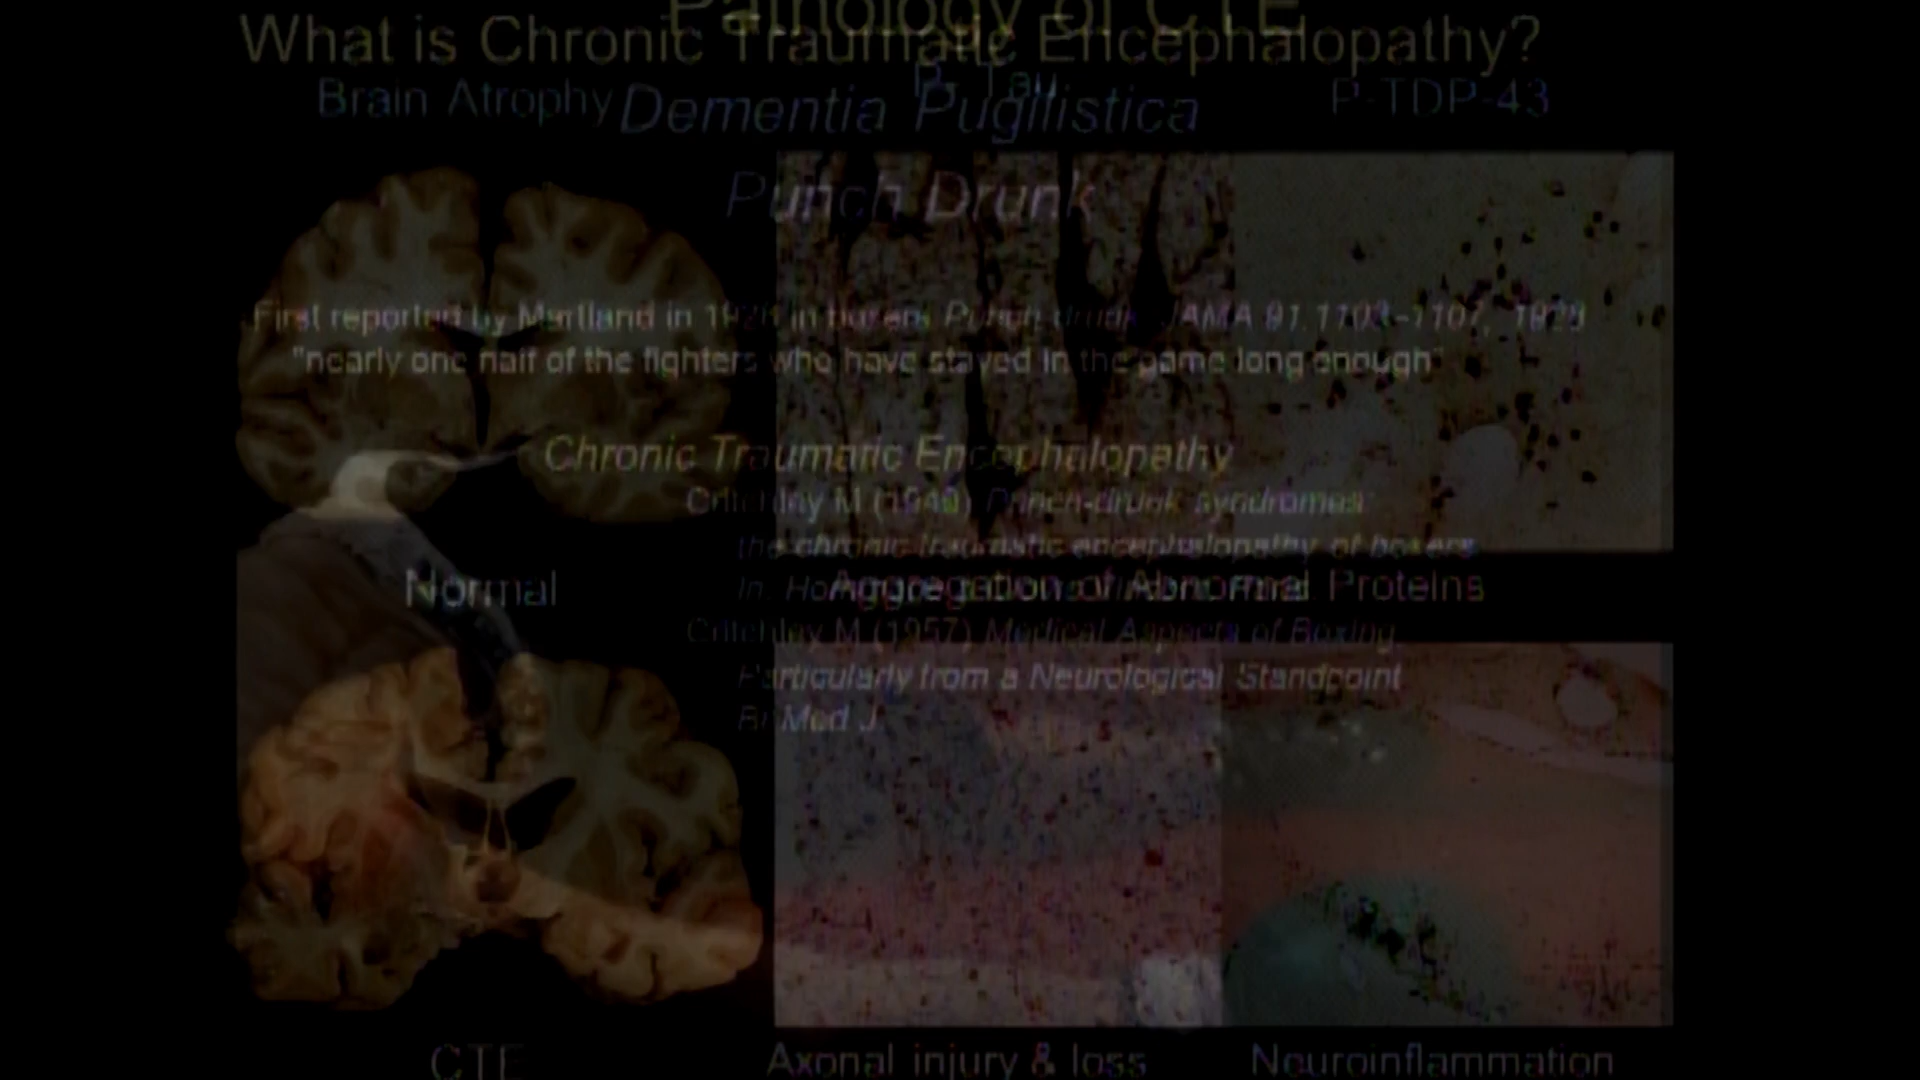 Pathology of CTE
What is Chronic Traumatic Encephalopathy?
Brain Atrophy
P- Tau
P-TDP-43
Dementia Pugilistica
Punch Drunk
First reported by Martland in 1928 in boxers Punch drunk JAMA 91,1103-1107, 1928
"nearly one half of the fighters who have stayed in the game long enough"
Chronic Traumatic Encephalopathy
Critchley M (1949) Punch-drunk syndromes:
the chronic traumatic encephalopathy of boxers
In:
Normal
Aggregation of Abnormal Proteins
Critchley M (1957) Medical Aspects of Boxing
Particularly from a Neurological Standpoint
Br Med J
CTE
Axonal injury & loss
Neuroinflammation